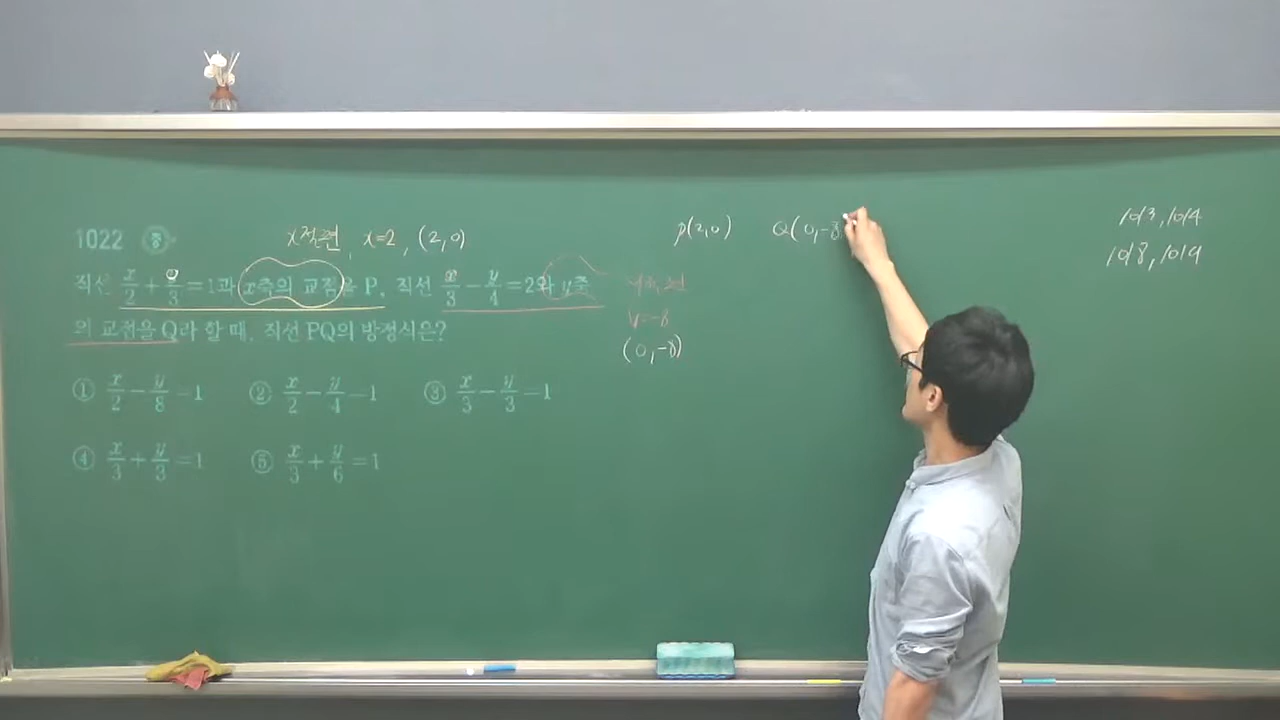 1022 중
x절편, x=2, (2,0)
직선 x/2 + y/3 = 1과 x축의 교점을 P, 직선 x/3 - y/4 = 2와 y축
의 교점을 Q라 할 때, 직선 PQ의 방정식은?
① x/2 - y/8 = 1 ② x/2 - y/4 = 1 ③ x/3 - y/3 = 1
④ x/3 + y/3 = 1 ⑤ x/3 + y/6 = 1
y=-8
(0,-8)
P(2,0) Q(0,-8
1013, 1014
1018, 1019